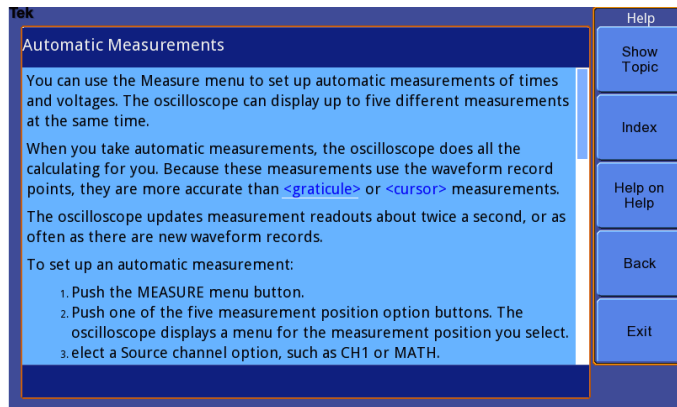 Tek
Help
Automatic Measurements
You can use the Measure menu to set up automatic measurements of times
and voltages. The oscilloscope can display up to five different measurements
at the same time.
When you take automatic measurements, the oscilloscope does all the
calculating for you. Because these measurements use the waveform record
points, they are more accurate than <graticule> or <cursor> measurements.
The oscilloscope updates measurement readouts about twice a second, or as
often as there are new waveform records.
To set up an automatic measurement:
1. Push the MEASURE menu button.
2. Push one of the five measurement position option buttons. The
oscilloscope displays a menu for the measurement position you select.
3. elect a Source channel option, such as CH1 or MATH.
Show
Topic
Index
Help on
Help
Back
Exit